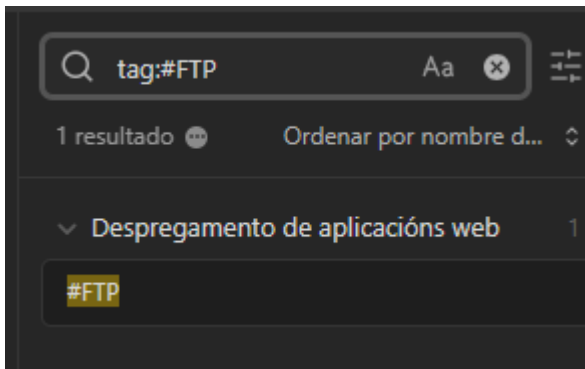 tag:#FTP
Aa
1 resultado
Ordenar por nombre d...
Despregamento de aplicacións web
1
#FTP